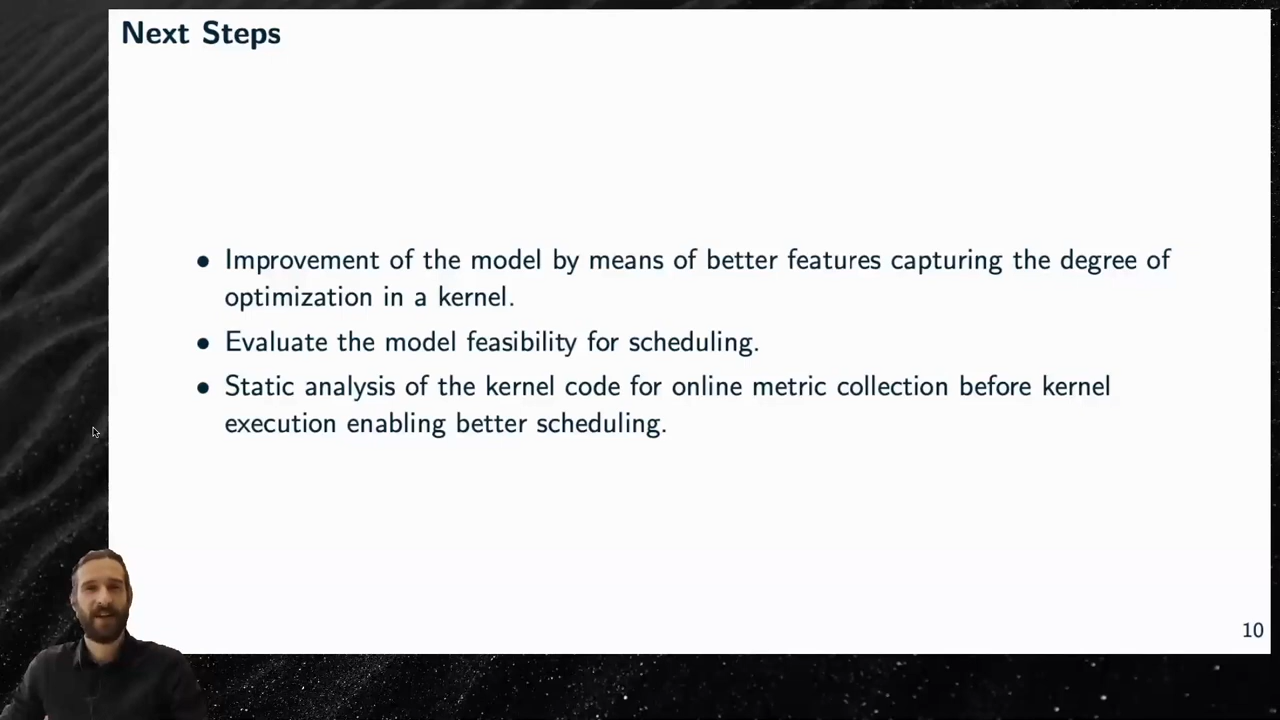 Next Steps
• Improvement of the model by means of better features capturing the degree of
optimization in a kernel.
• Evaluate the model feasibility for scheduling.
• Static analysis of the kernel code for online metric collection before kernel
execution enabling better scheduling.
10